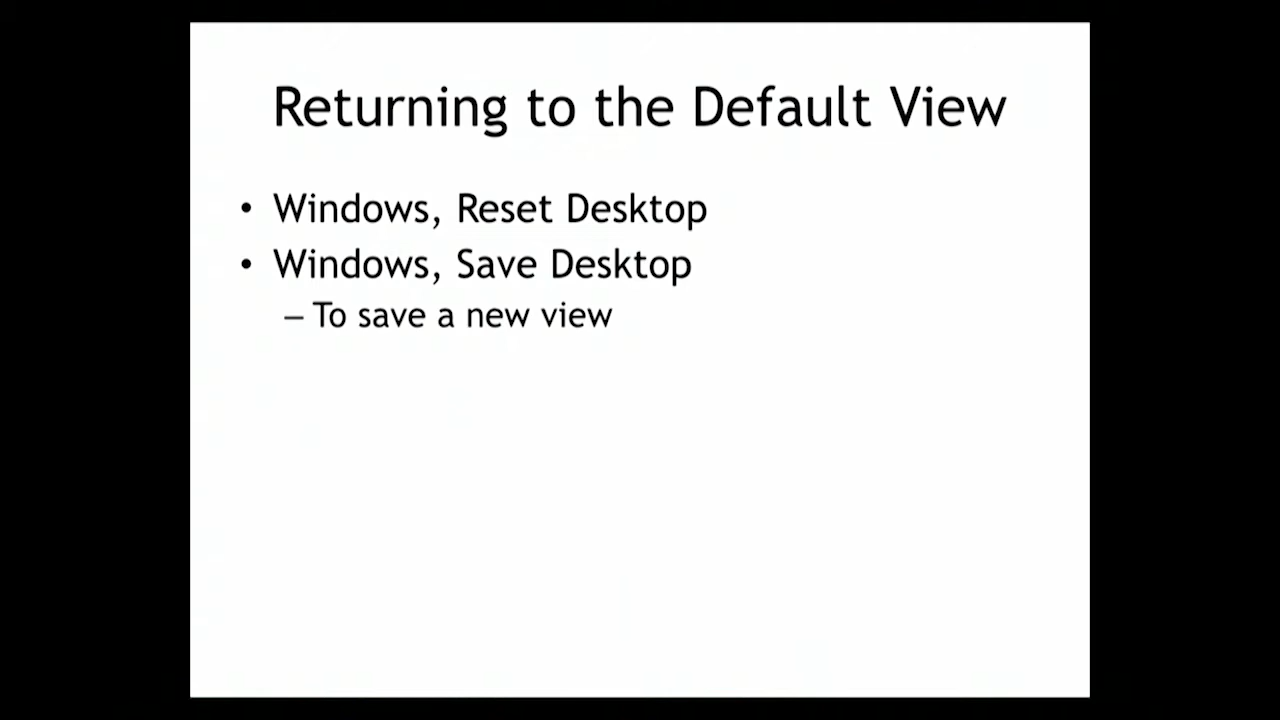 Returning to the Default View
• Windows, Reset Desktop
• Windows, Save Desktop
– To save a new view